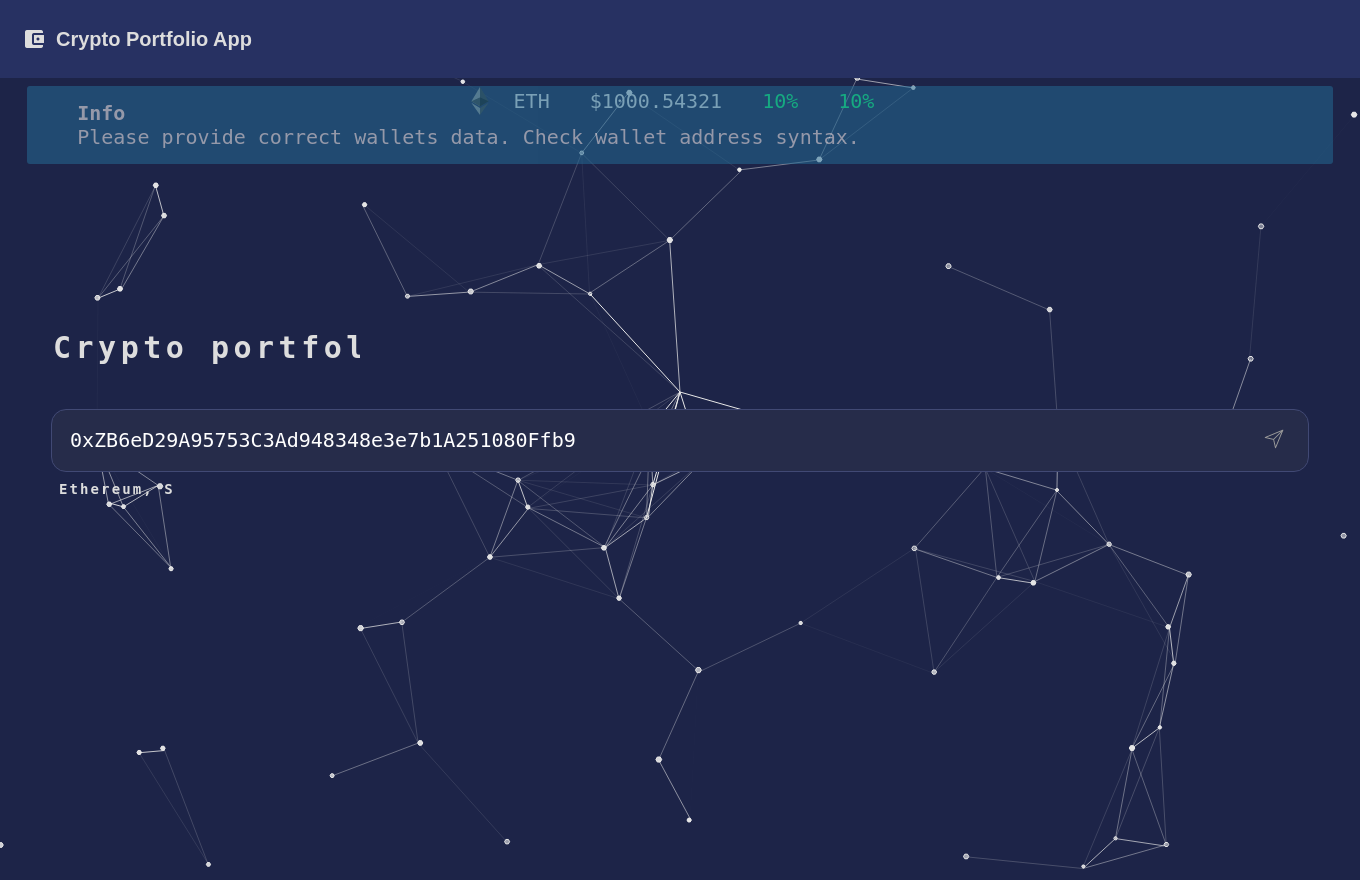 Crypto Portfolio App
ETH $1000.54321 10% 10%
Info
Please provide correct wallets data. Check wallet address syntax.
Crypto portfol
0xZB6eD29A95753C3Ad948348e3e7b1A251080Ffb9
Ethereum, S